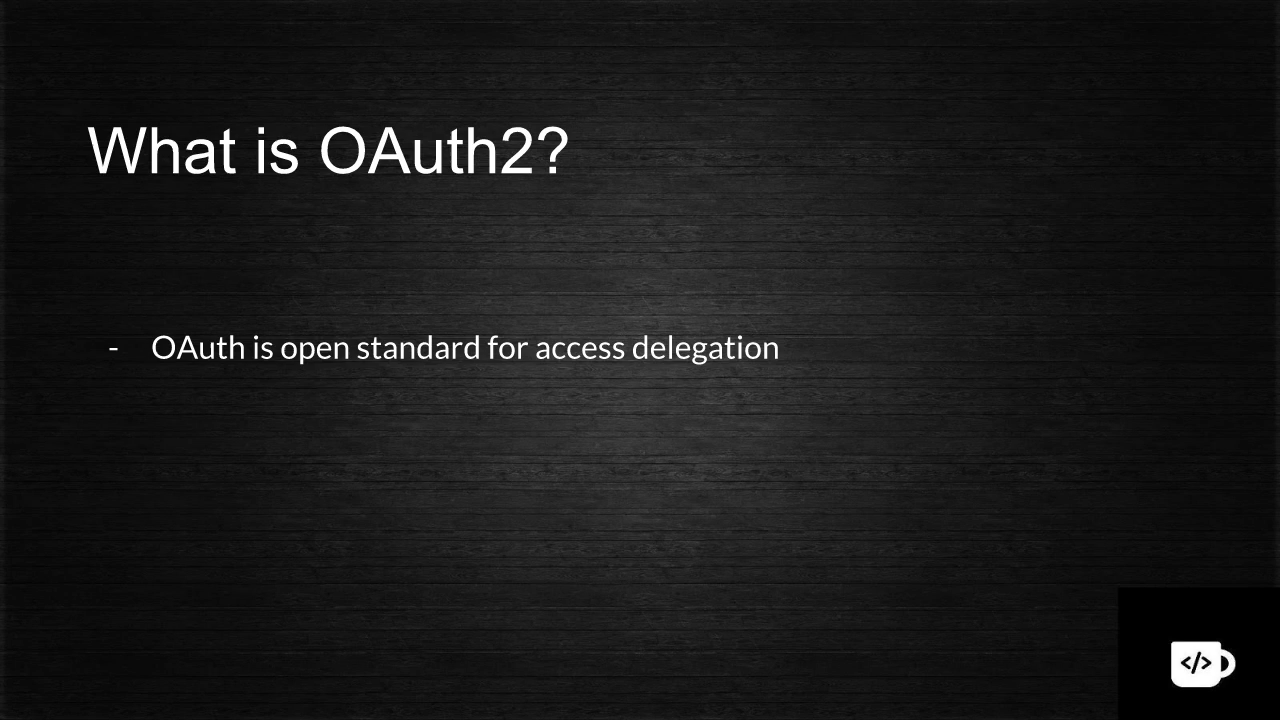 What is OAuth2?
- OAuth is open standard for access delegation
</>